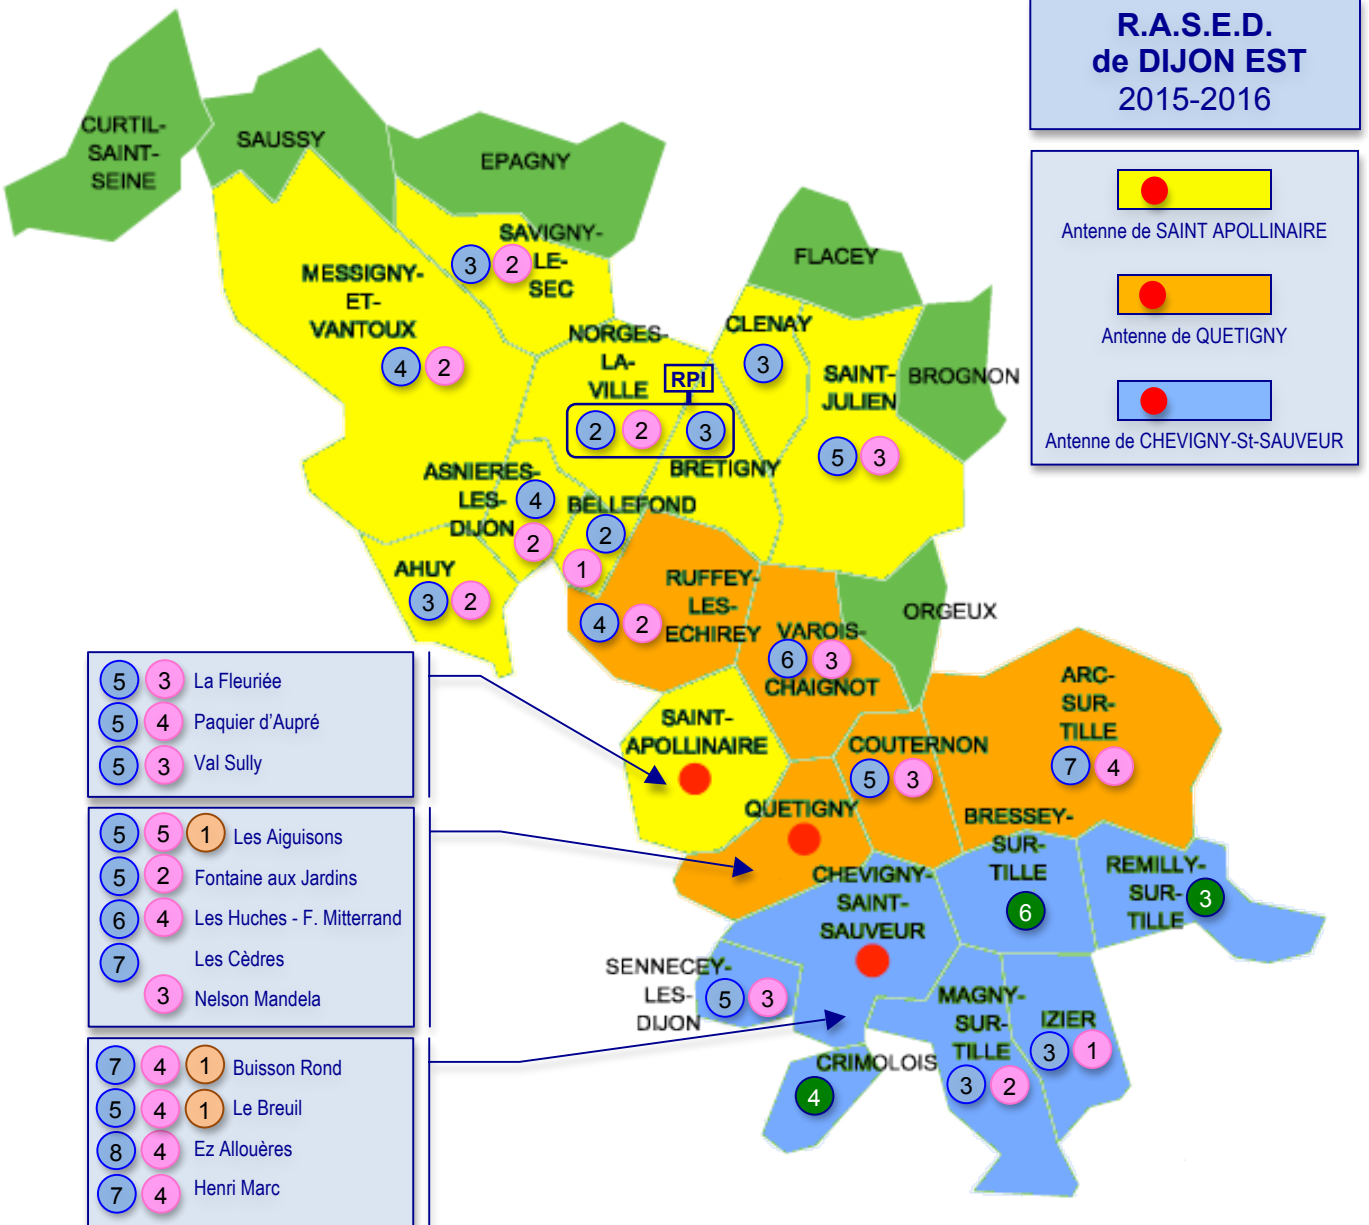 R.A.S.E.D.
de DIJON EST
2015-2016
Antenne de SAINT APOLLINAIRE
Antenne de QUETIGNY
Antenne de CHEVIGNY-St-SAUVEUR
CURTIL-
SAINT-
SEINE
SAUSSY
EPAGNY
SAVIGNY-
LE-
SEC
3 2
MESSIGNY-
ET-
VANTOUX
4 2
FLACEY
BROGNON
NORGES-
LA-
VILLE
RPI
2 2 3
BRETIGNY
CLENAY
3
SAINT-
JULIEN
5 3
ASNIERES-
LES-
DIJON
4
2
BELLEFOND
2
1
AHUY
3 2
RUFFEY-
LES-
ECHIREY
4 2
VAROIS-
6 3
CHAIGNOT
ORGEUX
SAINT-
APOLLINAIRE
COUTERNON
5 3
ARC-
SUR-
TILLE
7 4
QUETIGNY
BRESSEY-
SUR-
TILLE
6
REMILLY-
SUR-
TILLE
3
CHEVIGNY-
SAINT-
SAUVEUR
SENNECEY-
LES-
DIJON
5 3
MAGNY-
SUR-
TILLE
3 2
IZIER
3 1
CRIMOLOIS
4
5 3 La Fleuriée
5 4 Paquier d'Aupré
5 3 Val Sully
5 5 1 Les Aiguisons
5 2 Fontaine aux Jardins
6 4 Les Huches - F. Mitterrand
7 Les Cèdres
3 Nelson Mandela
7 4 1 Buisson Rond
5 4 1 Le Breuil
8 4 Ez Allouères
7 4 Henri Marc